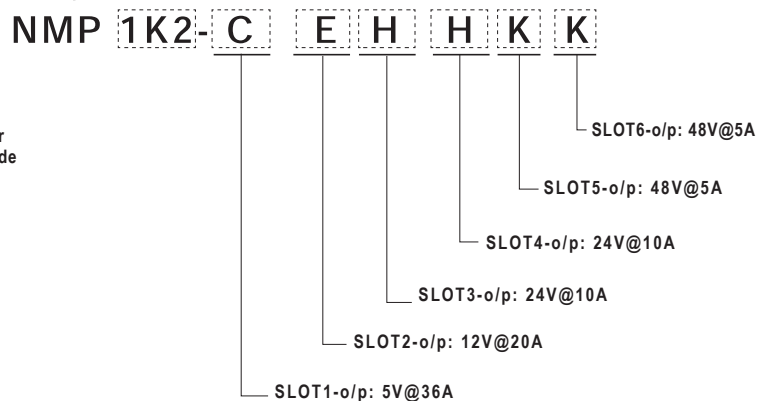 NMP 1K2-C E H H K K
r
de
SLOT6-o/p: 48V@5A
SLOT5-o/p: 48V@5A
SLOT4-o/p: 24V@10A
SLOT3-o/p: 24V@10A
SLOT2-o/p: 12V@20A
SLOT1-o/p: 5V@36A